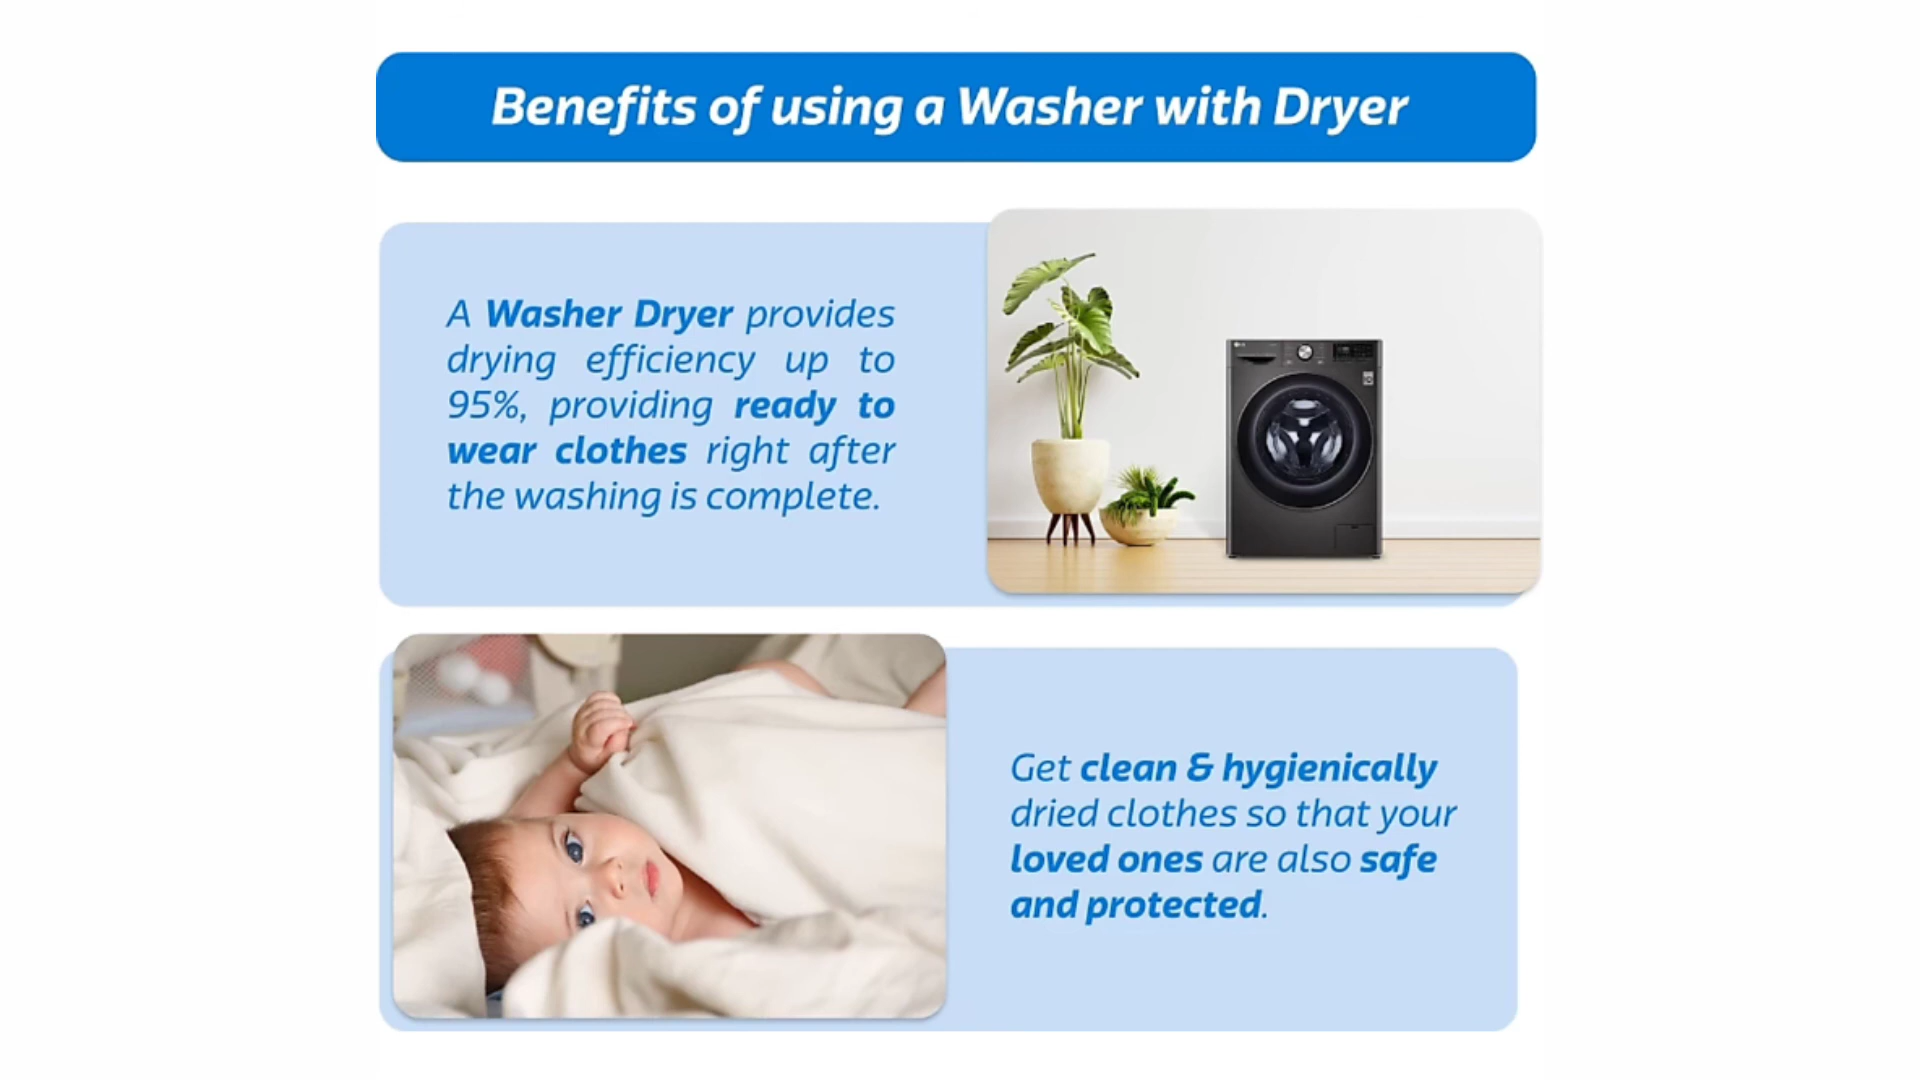 Benefits of using a Washer with Dryer
A Washer Dryer provides
drying efficiency up to
95%, providing ready to
wear clothes right after
the washing is complete.
LG
Get clean & hygienically
dried clothes so that your
loved ones are also safe
and protected.